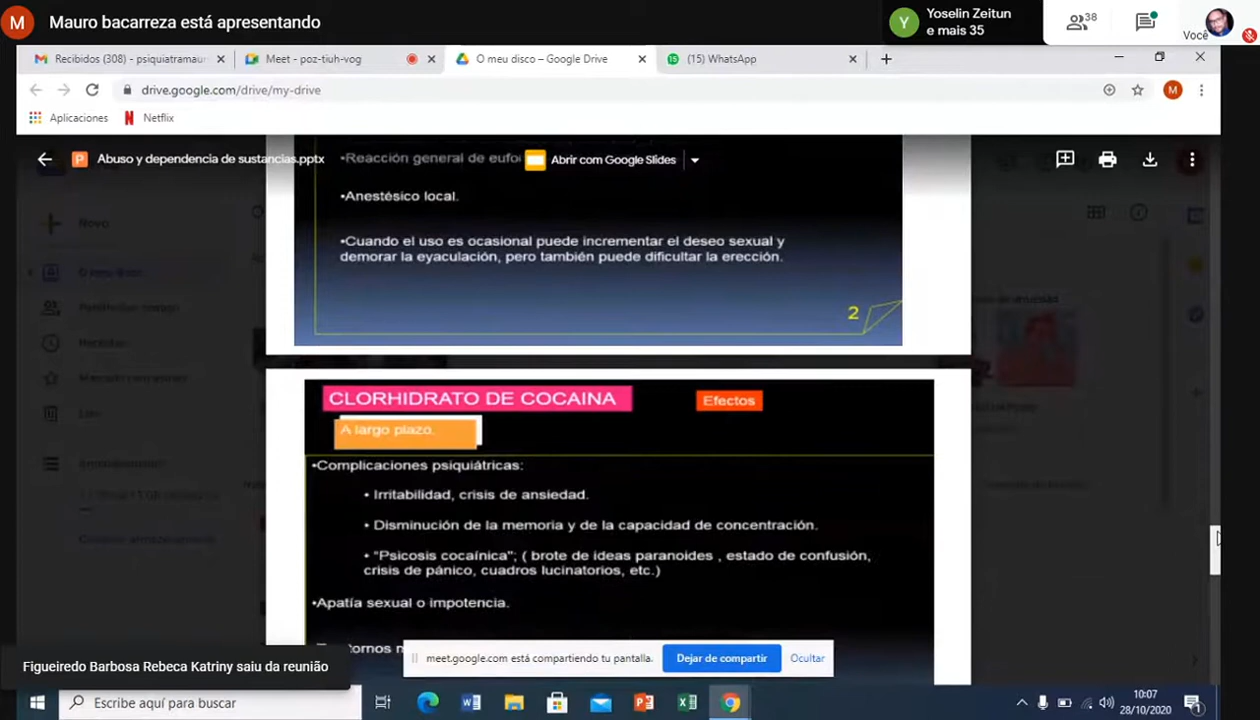 M Mauro bacarreza está apresentando
Y Yoselin Zeitun
e mais 35
38
Você
Recibidos (308) - psiquiatramau
Meet - poz-tiuh-vog
O meu disco – Google Drive
(15) WhatsApp
drive.google.com/drive/my-drive
M
Aplicaciones
Netflix
P Abuso y dependencia de sustancias.pptx
•Reacción general de eufo
Abrir com Google Slides
•Anestésico local.
Novo
•Cuando el uso es ocasional puede incrementar el deseo sexual y
demorar la eyaculación, pero también puede dificultar la erección.
2
CLORHIDRATO DE COCAINA
Efectos
A largo plazo.
•Complicaciones psiquiátricas:
• Irritabilidad, crisis de ansiedad.
• Disminución de la memoria y de la capacidad de concentración.
• "Psicosis cocaínica"; ( brote de ideas paranoides , estado de confusión,
crisis de pánico, cuadros lucinatorios, etc.)
•Apatía sexual o impotencia.
tornos n
meet.google.com está compartiendo tu pantalla.
Dejar de compartir
Ocultar
Figueiredo Barbosa Rebeca Katriny saiu da reunião
Escribe aquí para buscar
10:07
28/10/2020
1